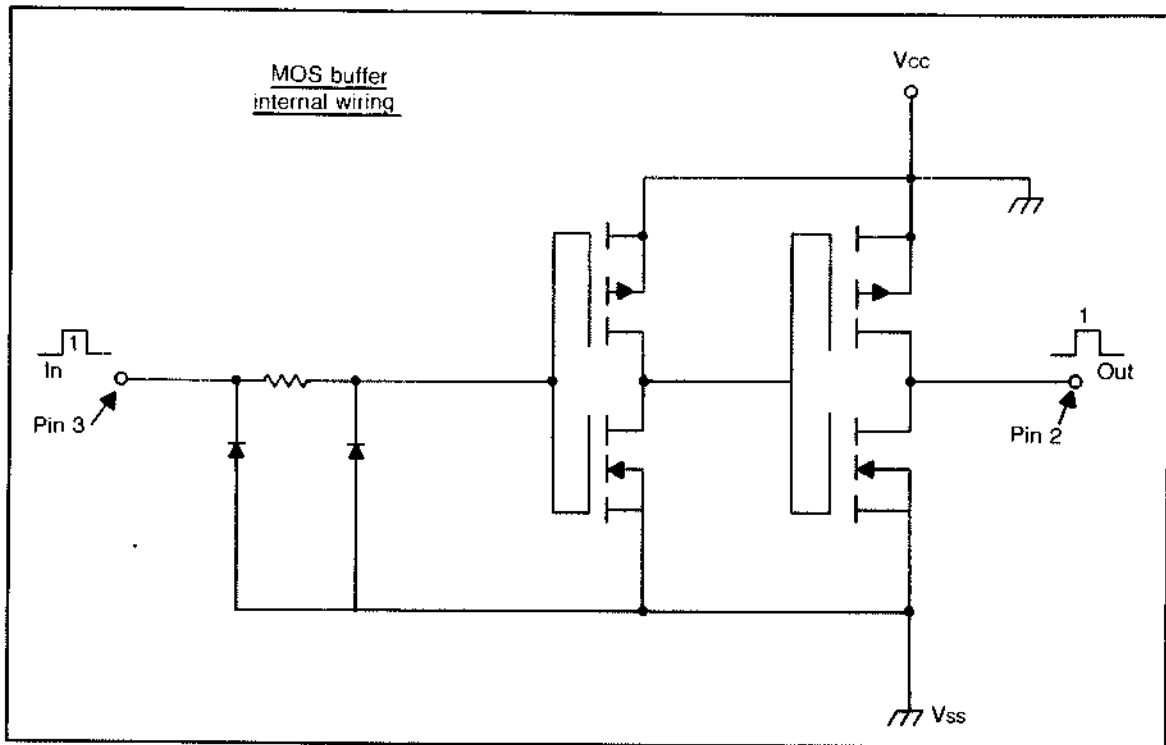 MOS buffer
internal wiring
Vcc
1
In
Pin 3
1
Out
Pin 2
Vss